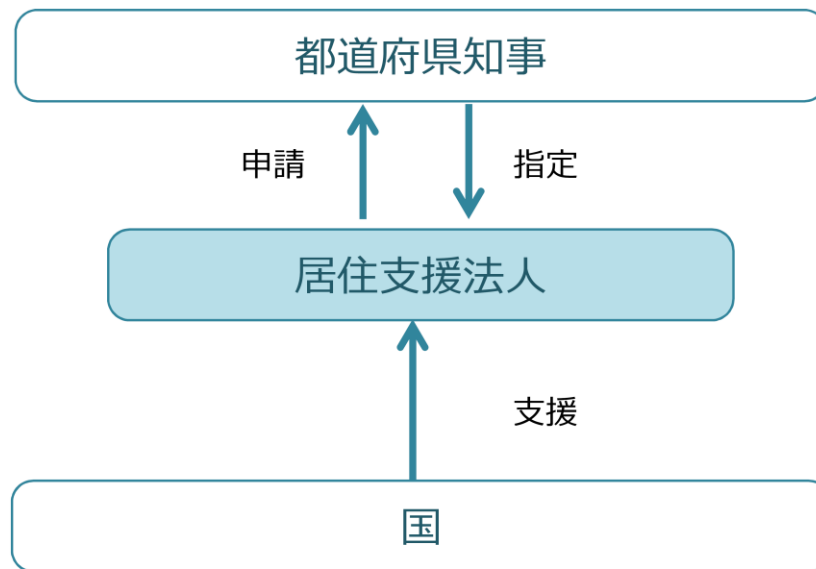 都道府県知事
申請
指定
居住支援法人
支援
国